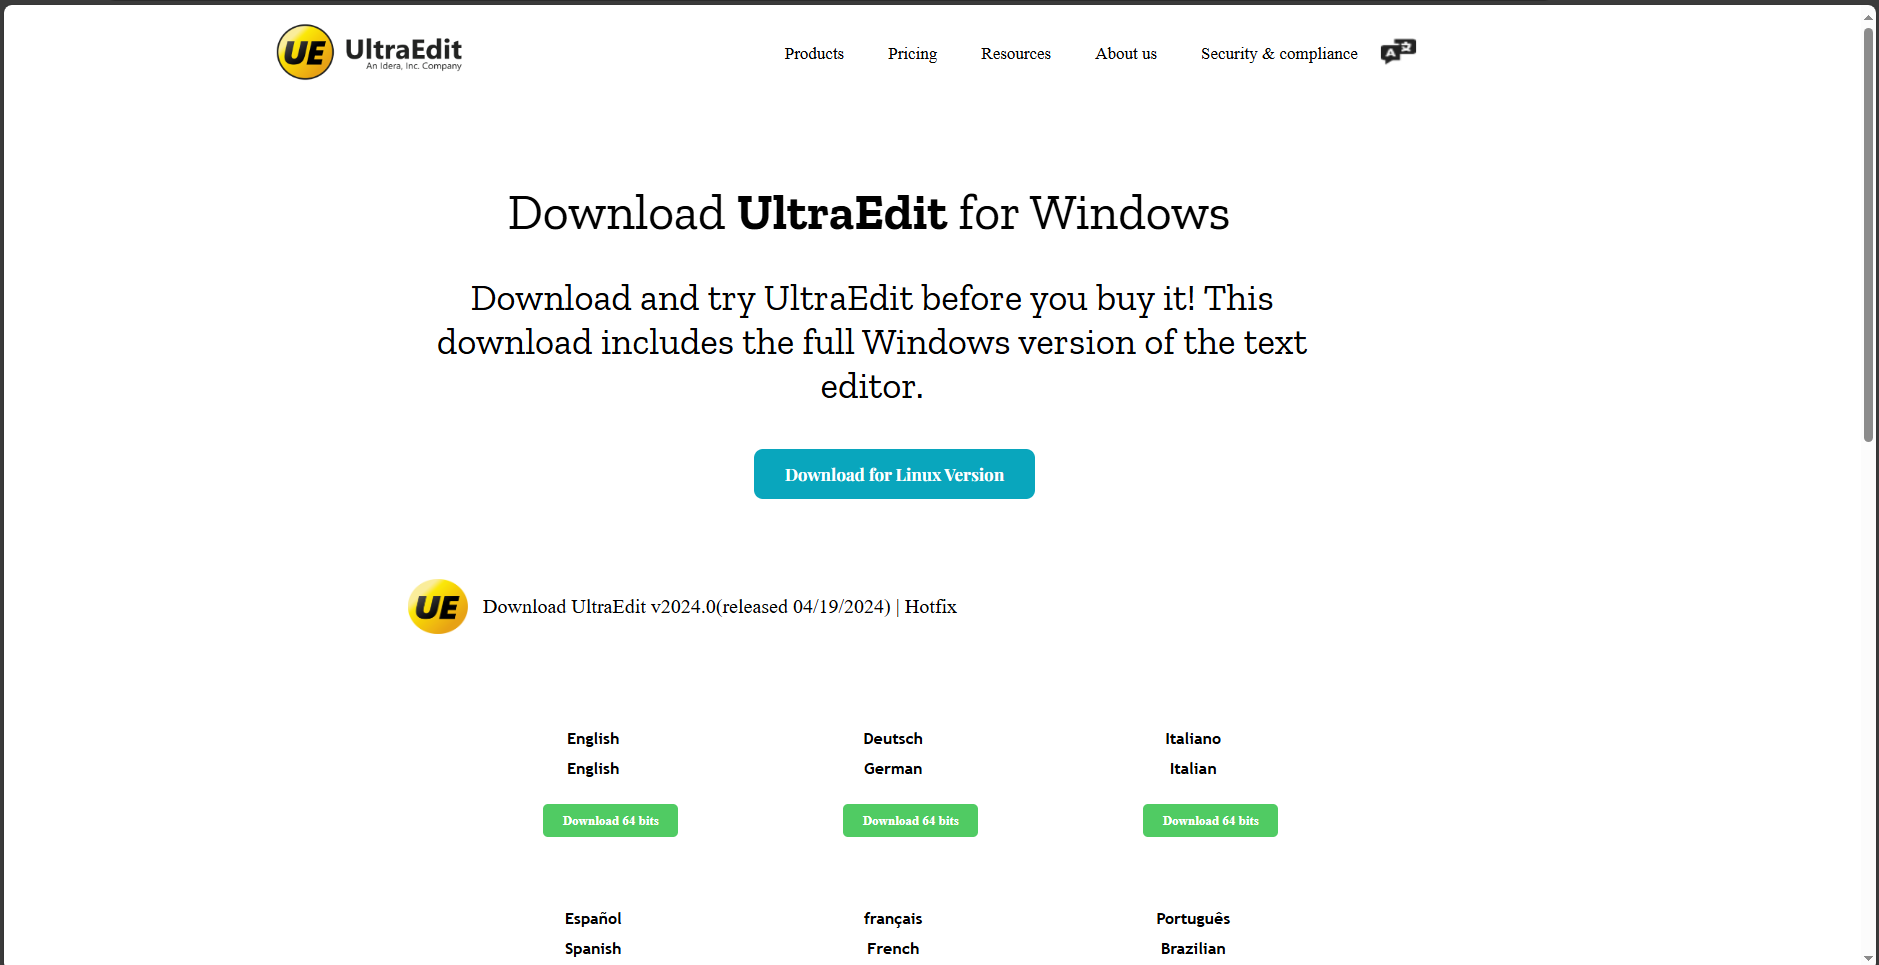 UE UltraEdit
An Idera, Inc. Company
Products Pricing Resources About us Security & compliance A
Download UltraEdit for Windows
Download and try UltraEdit before you buy it! This
download includes the full Windows version of the text
editor.
Download for Linux Version
UE Download UltraEdit v2024.0(released 04/19/2024) | Hotfix
English Deutsch Italiano
English German Italian
Download 64 bits Download 64 bits Download 64 bits
Español français Português
Spanish French Brazilian